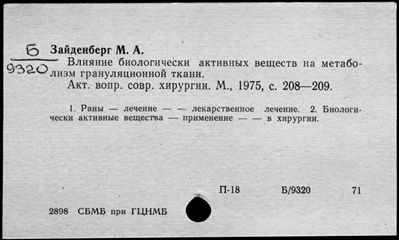 Б Зайденберг М. А.
9320 Влияние биологически активных веществ на метабо-
лизм грануляционной ткани.
Акт. вопр. совр. хирургии. М., 1975, с. 208—209.
1. Раны — лечение — — лекарственное лечение. 2. Биологи-
чески активные вещества — применение — — в хирургии.
П-18 Б/9320 71
2898 СБМБ при ГЦНМБ